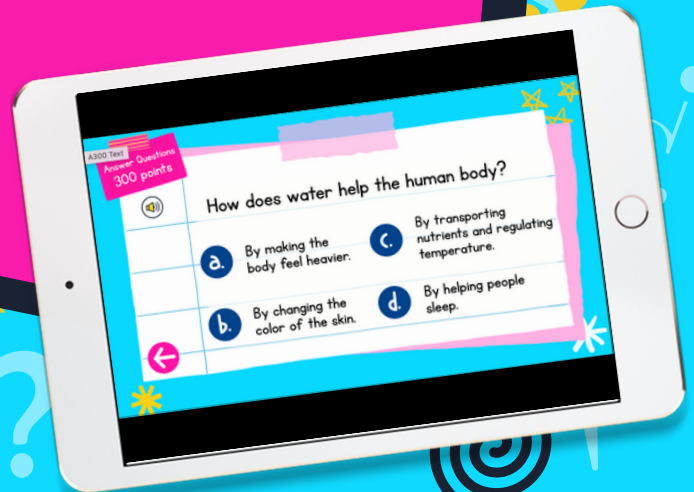 A300 Text
Answer Questions
300 points
How does water help the human body?
a.
By making the
body feel heavier.
b.
By changing the
color of the skin.
c.
By transporting
nutrients and regulating
temperature.
d.
By helping people
sleep.
?